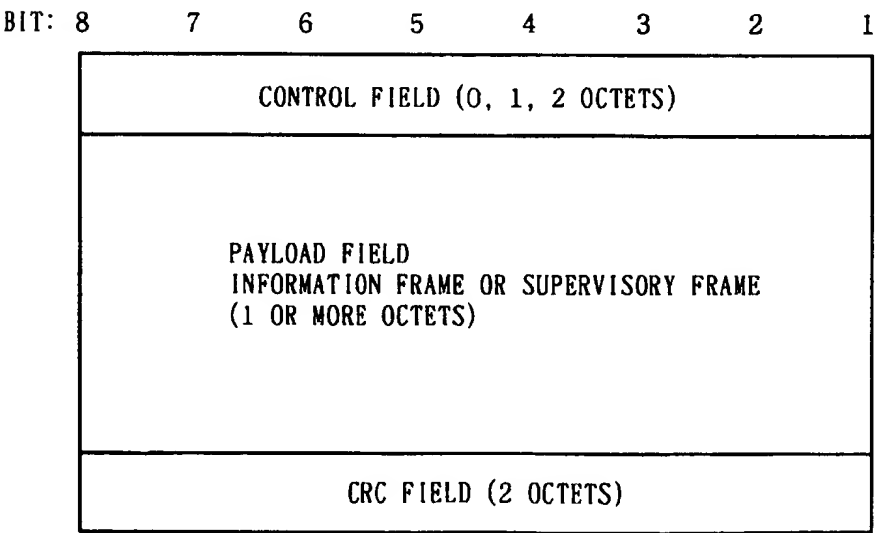 BIT: 8 7 6 5 4 3 2 1
CONTROL FIELD (0, 1, 2 OCTETS)
PAYLOAD FIELD
INFORMATION FRAME OR SUPERVISORY FRAME
(1 OR MORE OCTETS)
CRC FIELD (2 OCTETS)